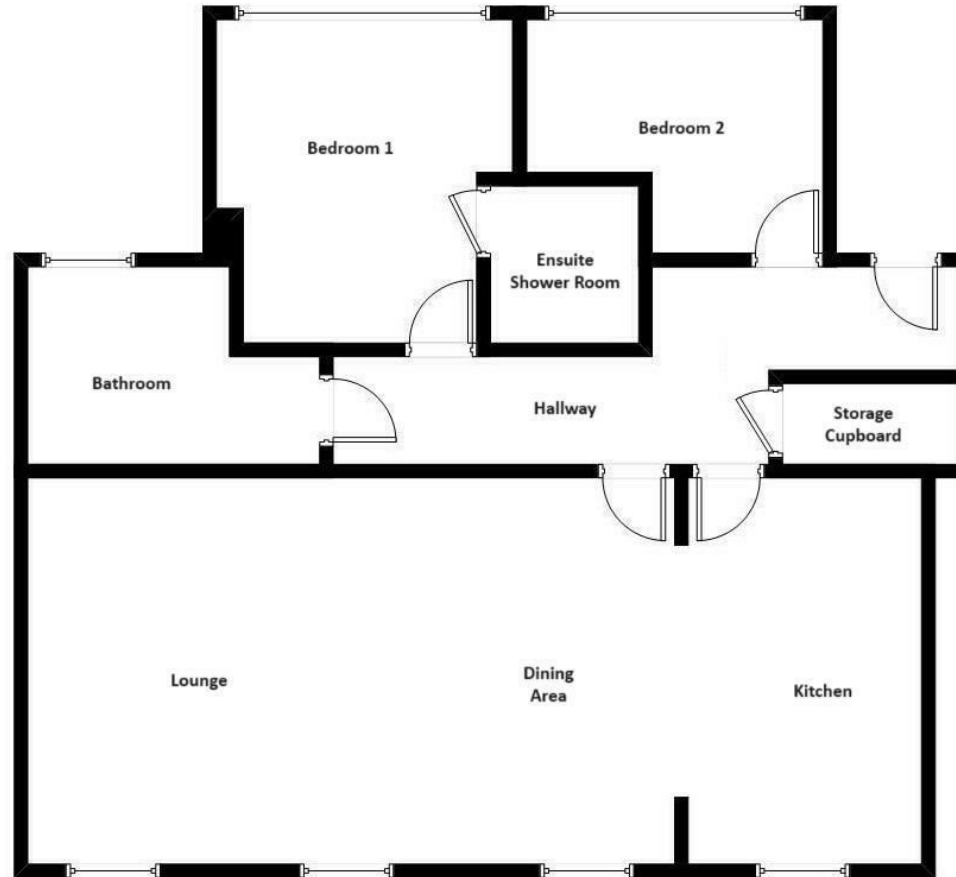 Bedroom 1
Bedroom 2
Ensuite
Shower Room
Bathroom
Hallway
Storage
Cupboard
Lounge
Dining
Area
Kitchen